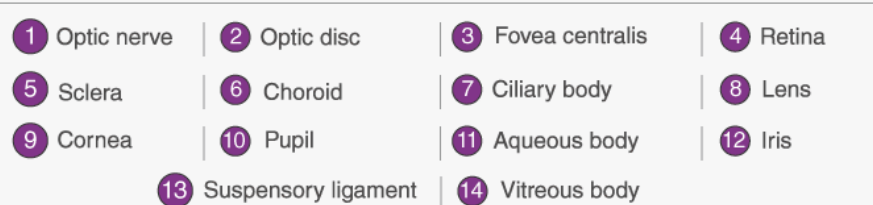 1 Optic nerve 2 Optic disc 3 Fovea centralis 4 Retina
5 Sclera 6 Choroid 7 Ciliary body 8 Lens
9 Cornea 10 Pupil 11 Aqueous body 12 Iris
13 Suspensory ligament 14 Vitreous body